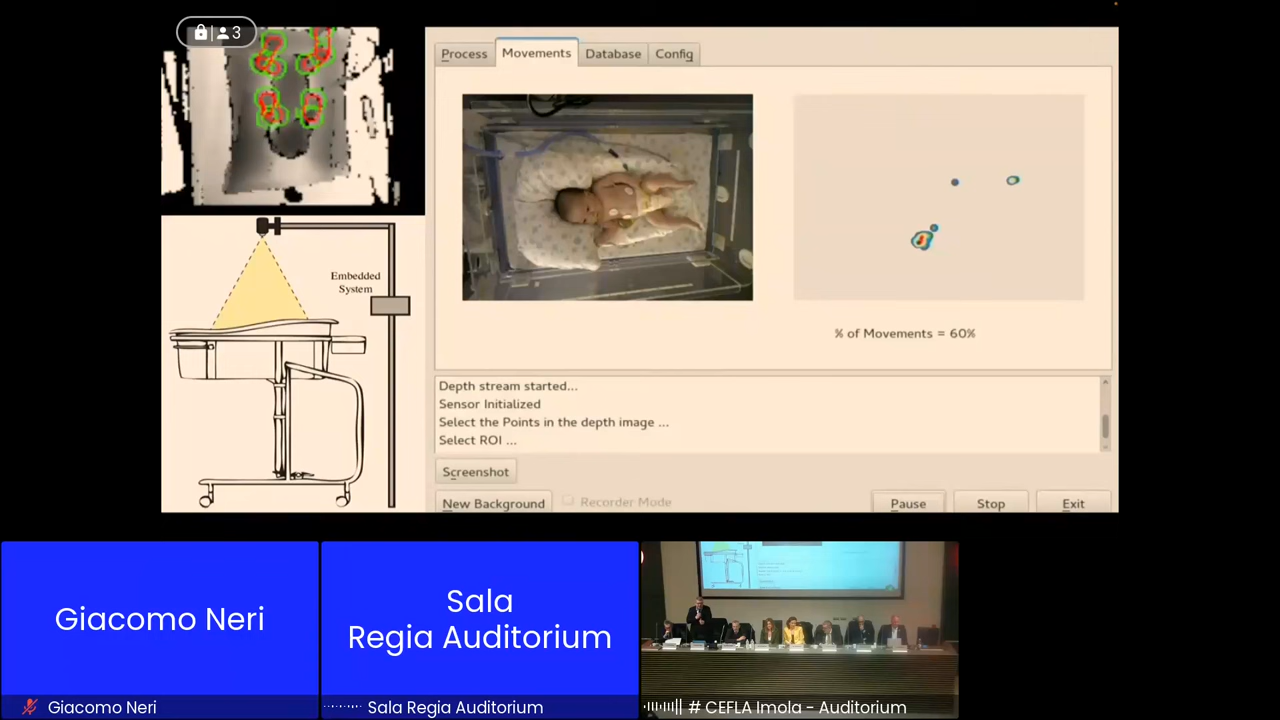 3
Process
Movements
Database
Config
Embedded
System
% of Movements = 60%
Depth stream started...
Sensor Initialized
Select the Points in the depth image ...
Select ROI ...
Screenshot
New Background
Recorder Mode
Pause
Stop
Exit
Giacomo Neri
Sala
Regia Auditorium
Giacomo Neri
Sala Regia Auditorium
# CEFLA Imola - Auditorium